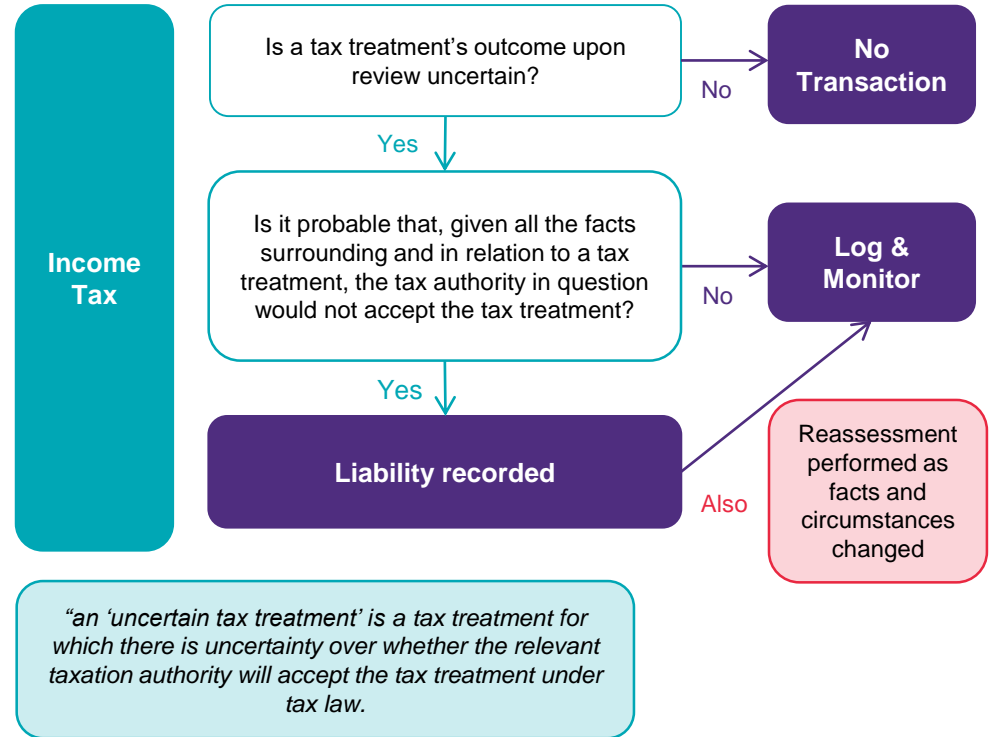 Income
Tax
Is a tax treatment’s outcome upon
review uncertain?
No
No
Transaction
Yes
Is it probable that, given all the facts
surrounding and in relation to a tax
treatment, the tax authority in question
would not accept the tax treatment?
No
Log &
Monitor
Yes
Liability recorded
Also
Reassessment
performed as
facts and
circumstances
changed
“an ‘uncertain tax treatment’ is a tax treatment for
which there is uncertainty over whether the relevant
taxation authority will accept the tax treatment under
tax law.